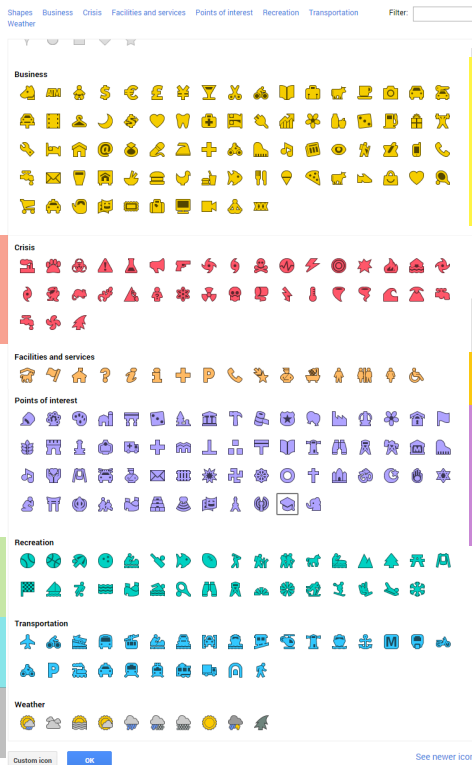 Shapes Business Crisis Facilities and services Points of interest Recreation Transportation Filter:
Weather
Business
Crisis
Facilities and services
Points of interest
Recreation
Transportation
Weather
Custom icon OK See newer icon